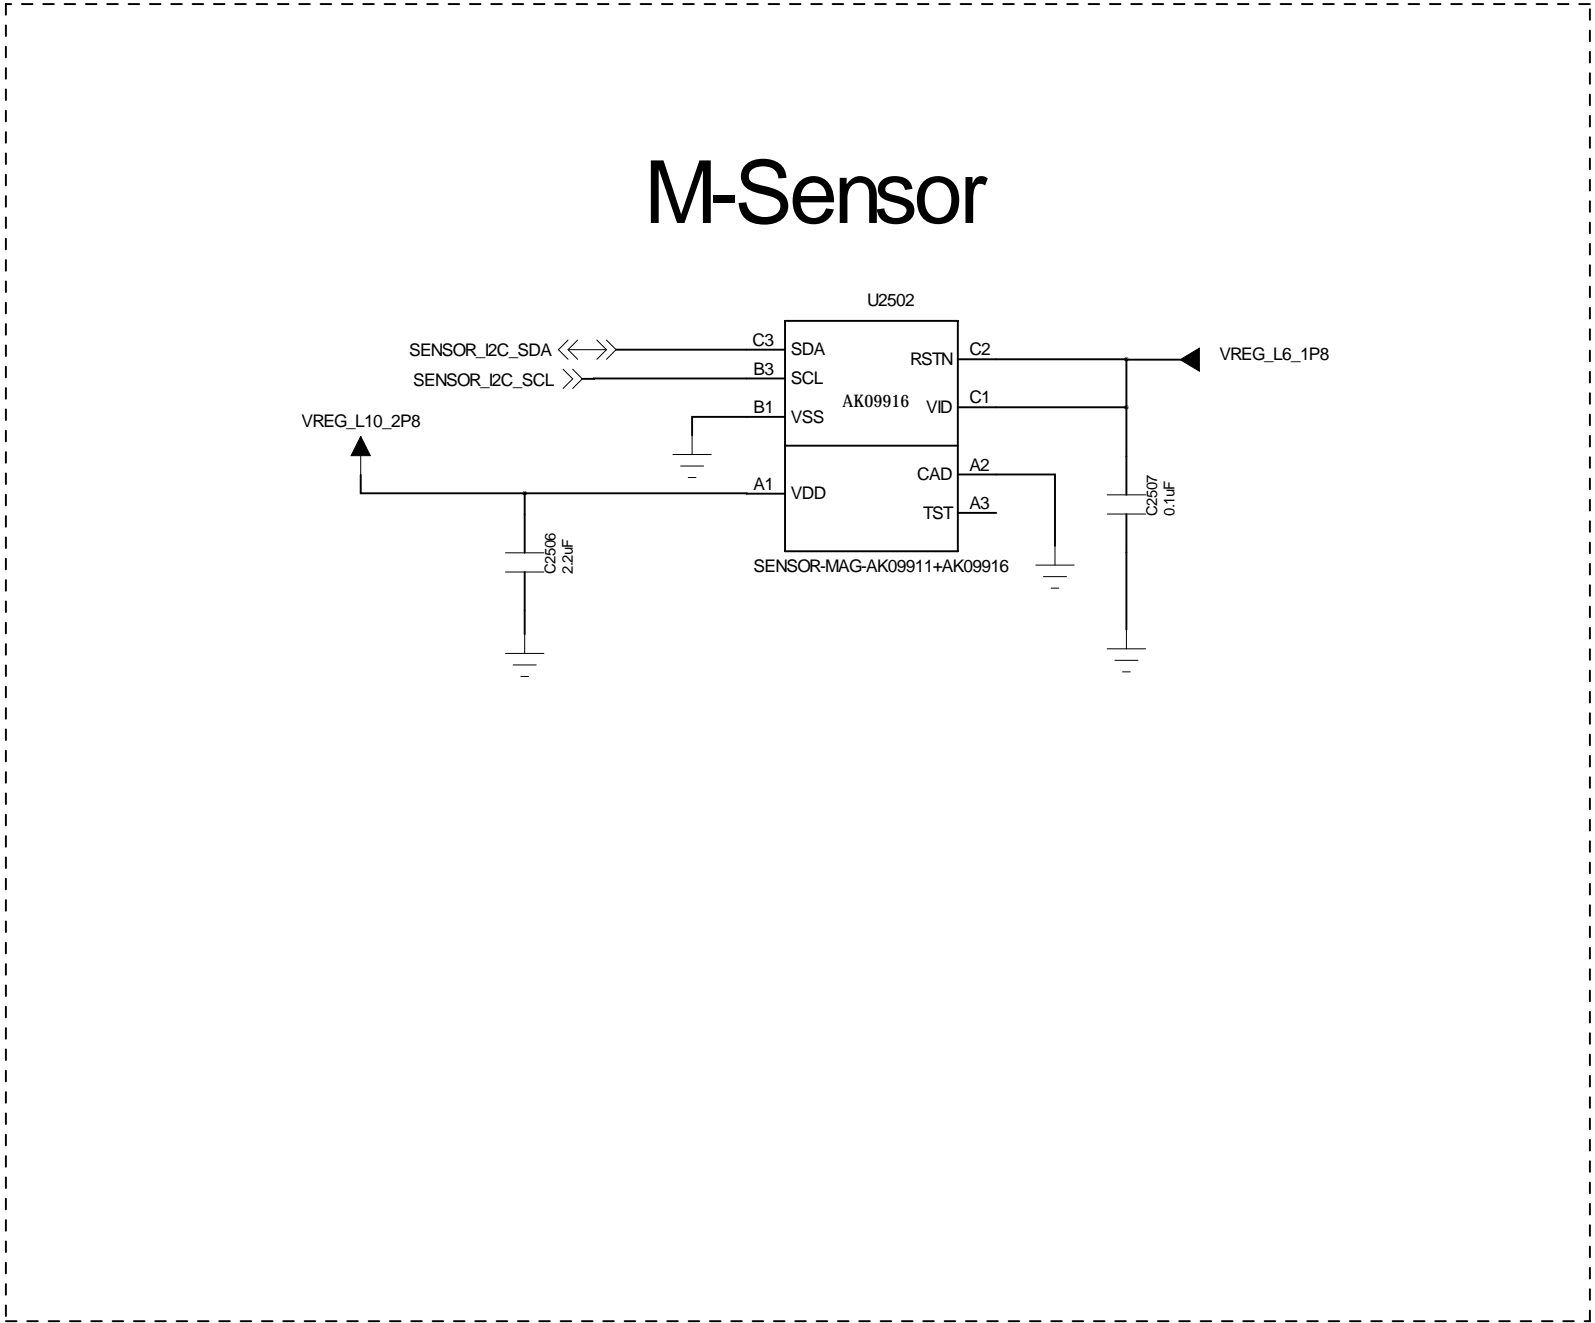 M-Sensor
U2502
SENSOR_I2C_SDA
C3
SDA
RSTN
C2
VREG_L6_1P8
SENSOR_I2C_SCL
B3
SCL
AK09916
VID
C1
VREG_L10_2P8
B1
VSS
CAD
A2
A1
VDD
TST
A3
C2507
0.1uF
C2506
2.2uF
SENSOR-MAG-AK09911+AK09916